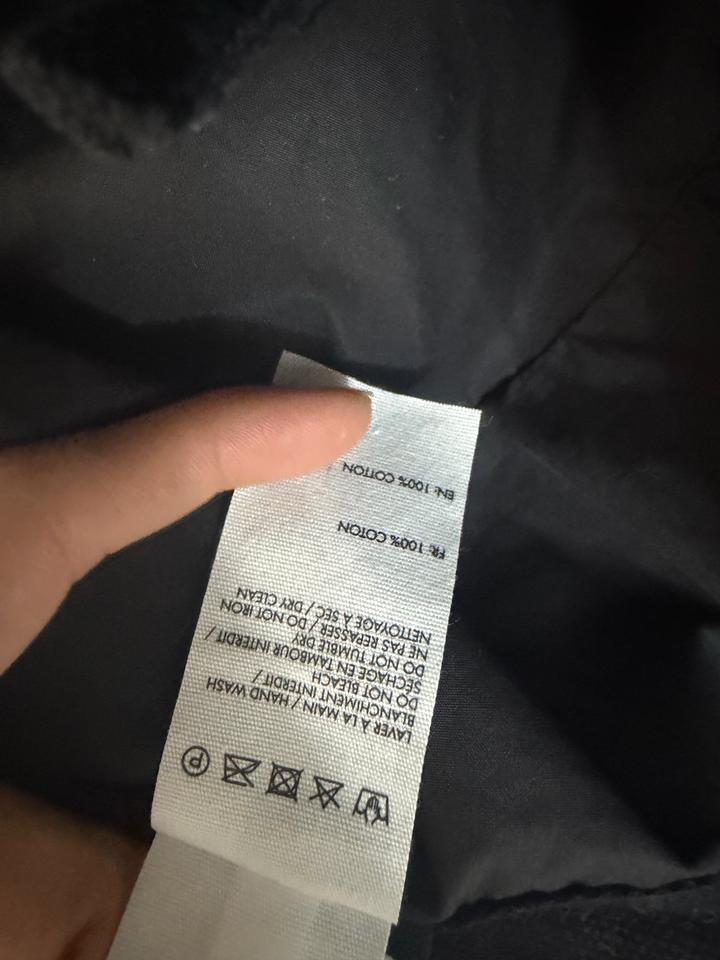 P
LAVER À LA MAIN / HAND WASH
BLANCHIMENT INTERDIT /
DO NOT BLEACH
SÉCHAGE EN TAMBOUR INTERDIT /
DO NOT TUMBLE DRY
NE PAS REPASSER / DO NOT IRON
NETTOYAGE À SEC / DRY CLEAN
FR: 100% COTON
EN: 100% COTTON